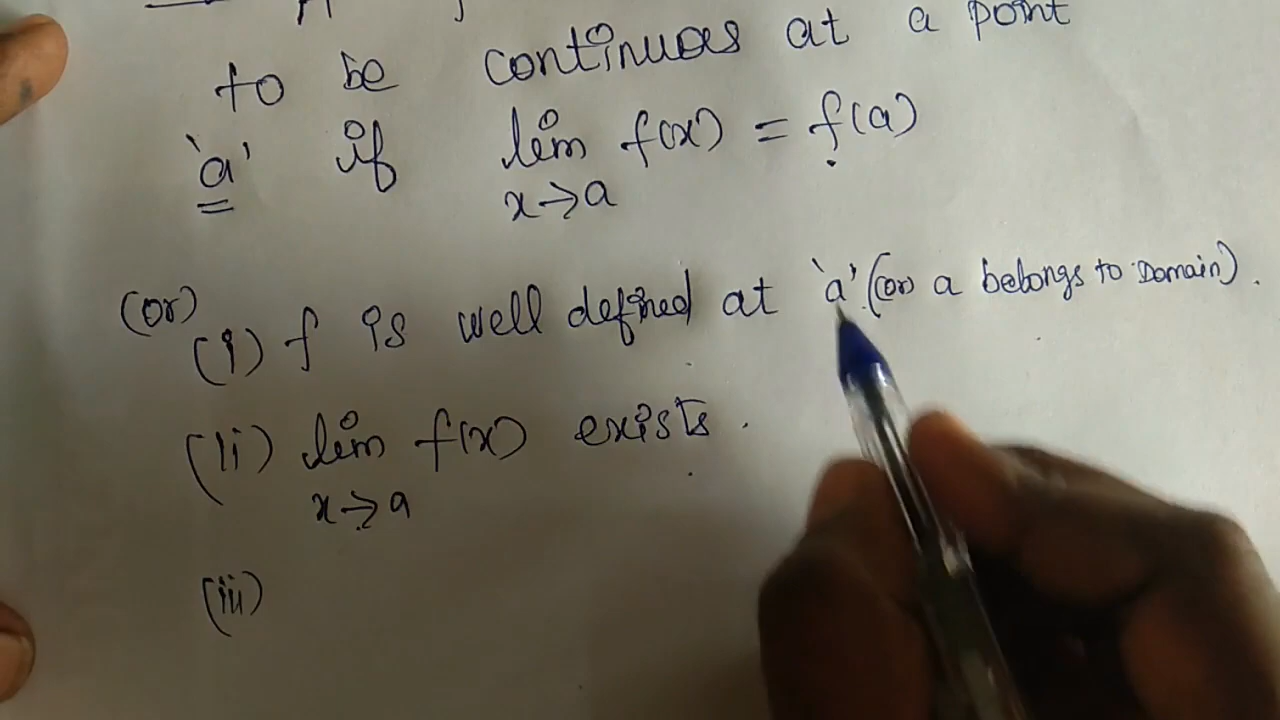 to be continuous at a point
'a' if lim f(x) = f(a)
x→a
(or)
(i) f is well defined at 'a' (or a belongs to Domain).
(ii) lim f(x) exists.
x→a
(iii)